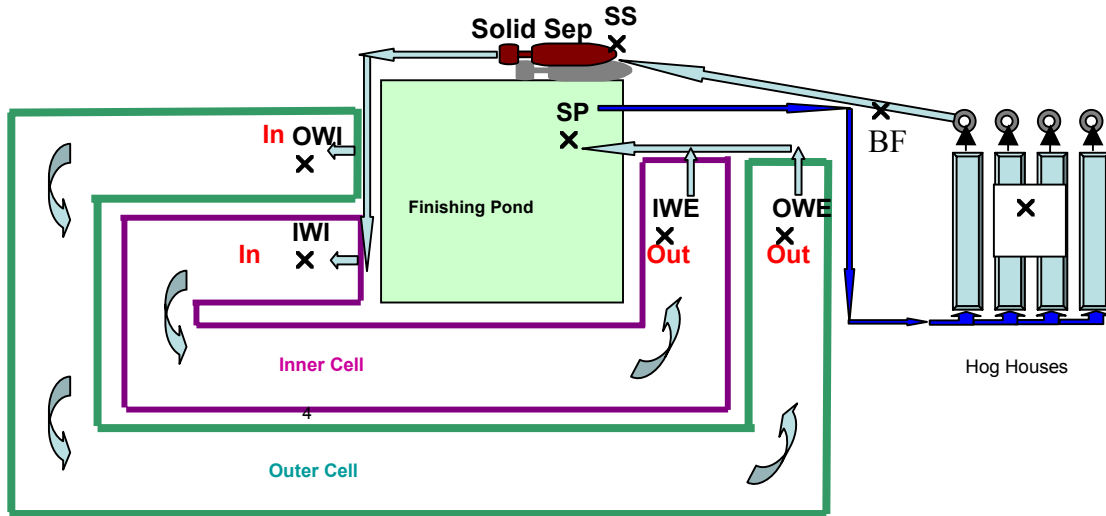 SS
Solid Sep
SP
BF
In OWI
Finishing Pond
IWE
OWE
IWI
In
Out
Out
Inner Cell
Hog Houses
4
Outer Cell